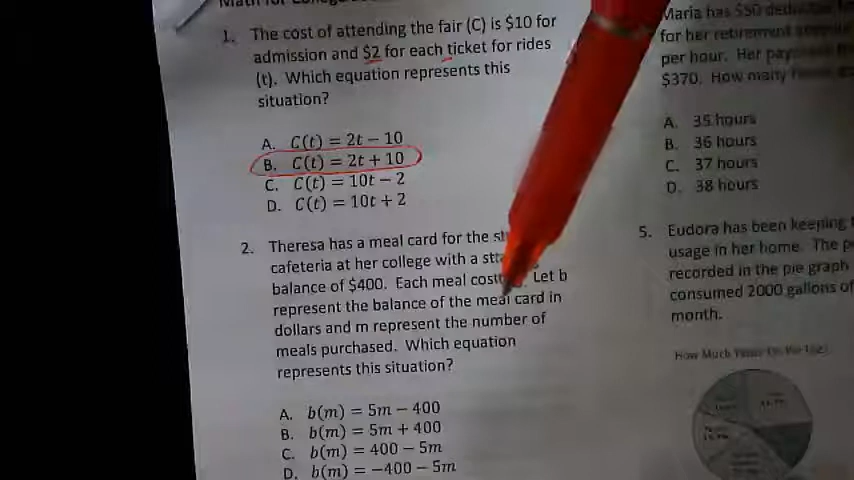 Math for College
1. The cost of attending the fair (C) is $10 for
admission and $2 for each ticket for rides
(t). Which equation represents this
situation?
A. C(t) = 2t − 10
B. C(t) = 2t + 10
C. C(t) = 10t − 2
D. C(t) = 10t + 2
2. Theresa has a meal card for the
cafeteria at her college with a
balance of $400. Each meal Let b
represent the balance of the meal card in
dollars and m represent the number of
meals purchased. Which equation
represents this situation?
A. b(m) = 5m − 400
B. b(m) = 5m + 400
C. b(m) = 400 − 5m
D. b(m) = −400 − 5m
Maria has $50
for her retirement
per hour. Her
$370. How many
A. 35 hours
B. 36 hours
C. 37 hours
D. 38 hours
5. Eudora has been keeping
usage in her home. The
recorded in the pie graph
consumed 2000 gallons of
month.
How Much